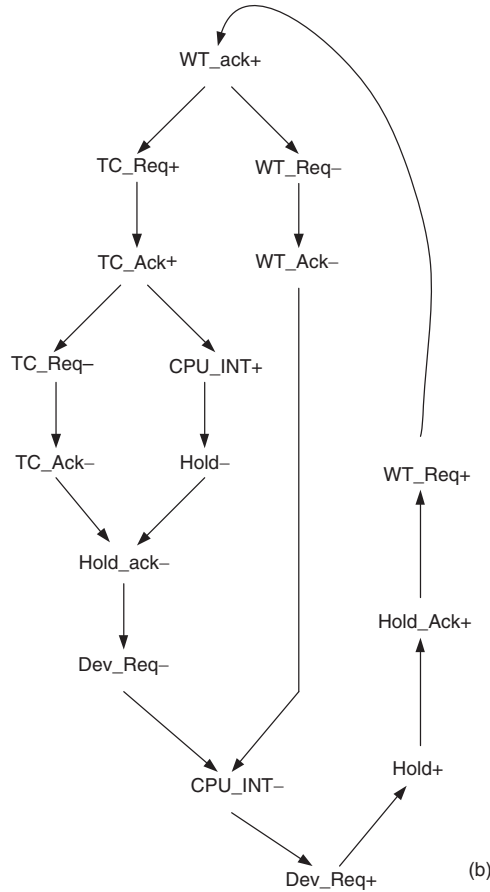 WT_ack+
TC_Req+ WT_Req−
TC_Ack+ WT_Ack−
TC_Req− CPU_INT+
TC_Ack− Hold−
WT_Req+
Hold_ack−
Hold_Ack+
Dev_Req−
Hold+
CPU_INT−
Dev_Req+
(b)